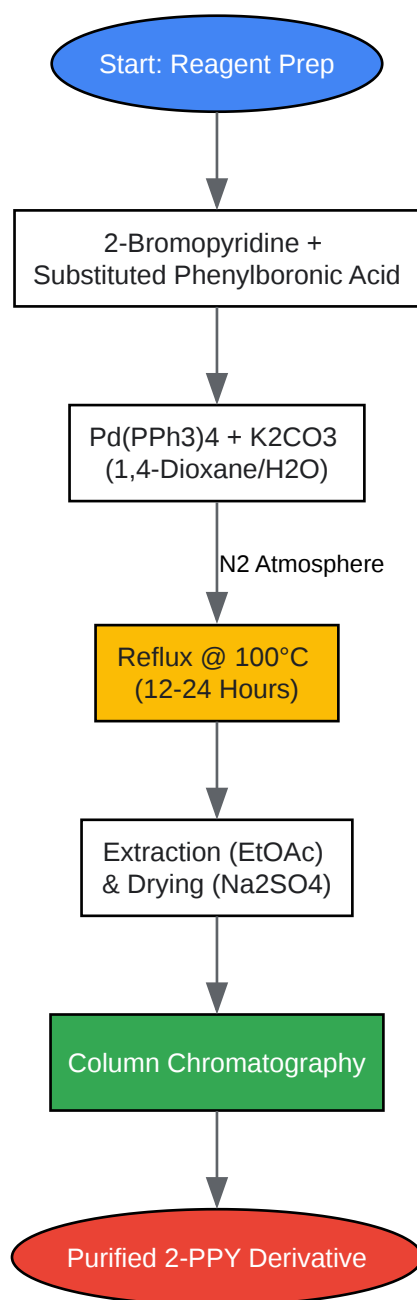 Start: Reagent Prep
2-Bromopyridine +
Substituted Phenylboronic Acid
Pd(PPh3)4 + K2CO3
(1,4-Dioxane/H2O)
N2 Atmosphere
Reflux @ 100°C
(12-24 Hours)
Extraction (EtOAc)
& Drying (Na2SO4)
Column Chromatography
Purified 2-PPY Derivative